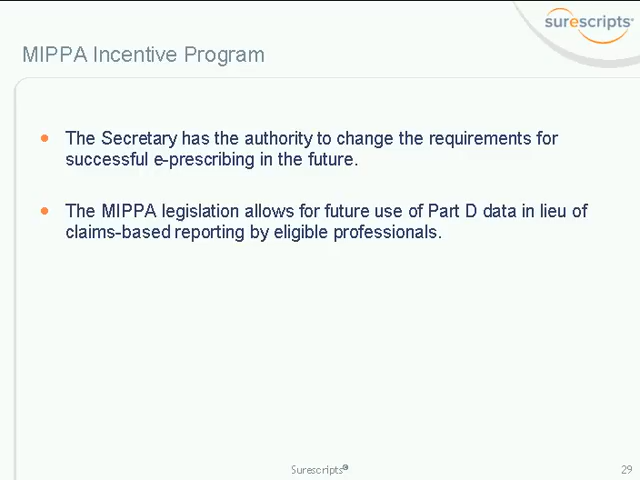 surescripts
MIPPA Incentive Program
• The Secretary has the authority to change the requirements for
successful e-prescribing in the future.
• The MIPPA legislation allows for future use of Part D data in lieu of
claims-based reporting by eligible professionals.
Surescripts®
29